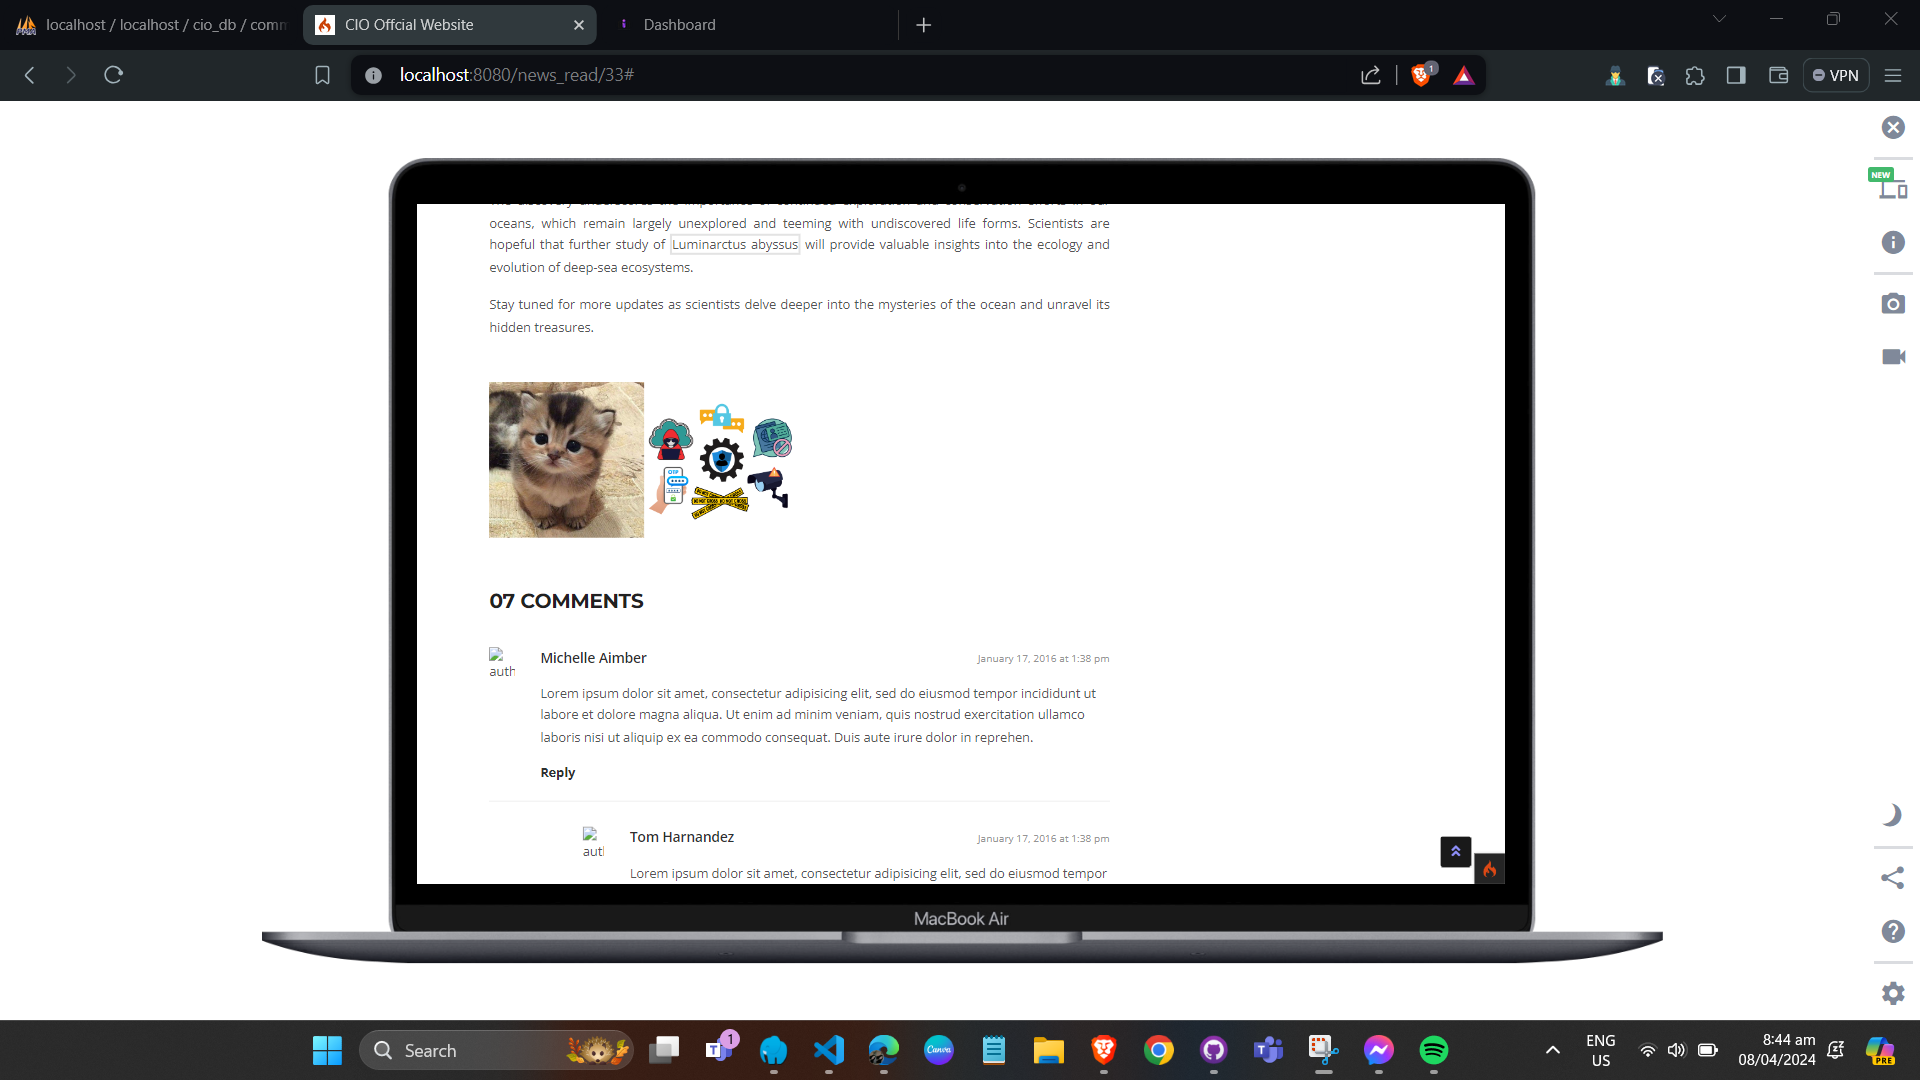 localhost / localhost / cio_db / comm
CIO Offcial Website
Dashboard
localhost:8080/news_read/33#
1
VPN
NEW
oceans, which remain largely unexplored and teeming with undiscovered life forms. Scientists are
hopeful that further study of Luminarctus abyssus will provide valuable insights into the ecology and
evolution of deep-sea ecosystems.
Stay tuned for more updates as scientists delve deeper into the mysteries of the ocean and unravel its
hidden treasures.
OTP
07 COMMENTS
auth
Michelle Aimber
January 17, 2016 at 1:38 pm
Lorem ipsum dolor sit amet, consectetur adipisicing elit, sed do eiusmod tempor incididunt ut
labore et dolore magna aliqua. Ut enim ad minim veniam, quis nostrud exercitation ullamco
laboris nisi ut aliquip ex ea commodo consequat. Duis aute irure dolor in reprehen.
Reply
auth
Tom Harnandez
January 17, 2016 at 1:38 pm
Lorem ipsum dolor sit amet, consectetur adipisicing elit, sed do eiusmod tempor
MacBook Air
Search
1
Canva
ENG
US
8:44 am
08/04/2024
PRE